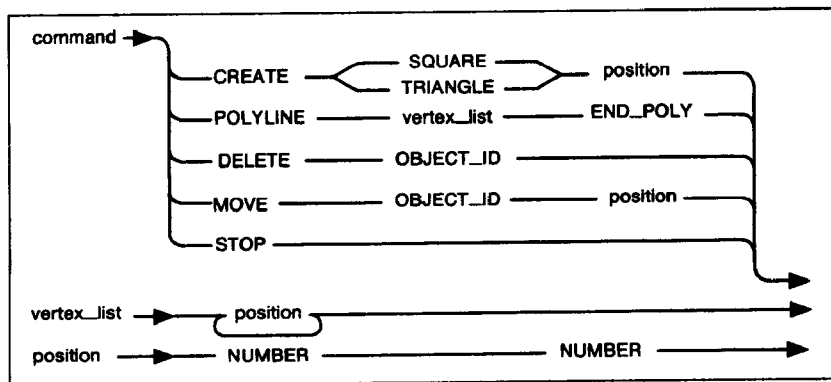 command
CREATE SQUARE position
TRIANGLE
POLYLINE vertex_list END_POLY
DELETE OBJECT_ID
MOVE OBJECT_ID position
STOP
vertex_list position
position NUMBER NUMBER